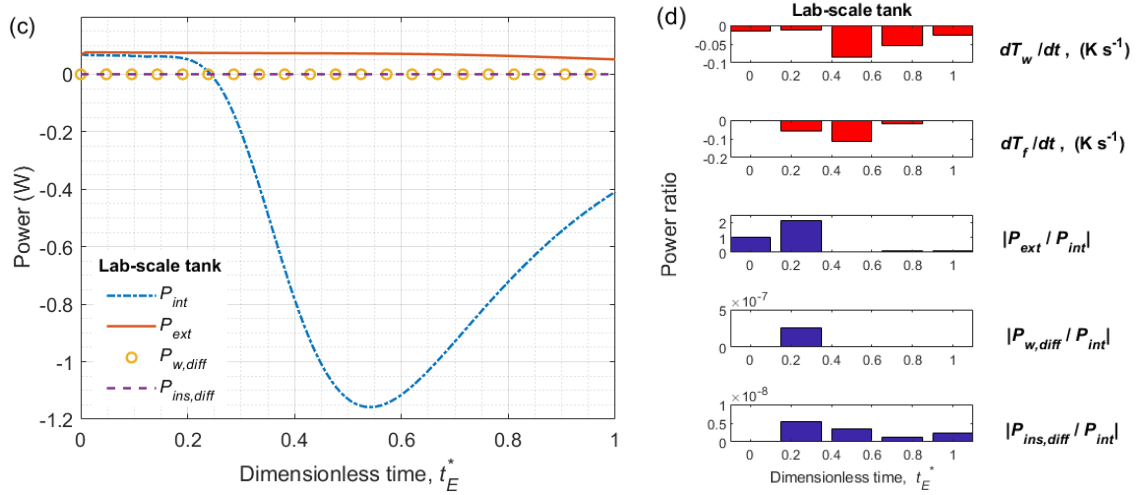 (c)
0
-0.2
-0.4
-0.6
-0.8
-1
-1.2
Power (W)
Lab-scale tank
P_int
P_ext
P_w,diff
P_ins,diff
0 0.2 0.4 0.6 0.8 1
Dimensionless time, t_E^*
(d)
Lab-scale tank
0
-0.05
-0.1
0 0.2 0.4 0.6 0.8 1
dT_w/dt , (K s^-1)
0
-0.1
-0.2
0 0.2 0.4 0.6 0.8 1
dT_f/dt , (K s^-1)
Power ratio
2
1
0
0 0.2 0.4 0.6 0.8 1
|P_ext / P_int|
×10^-7
5
0
0 0.2 0.4 0.6 0.8 1
|P_w,diff / P_int|
×10^-8
1
0.5
0
0 0.2 0.4 0.6 0.8 1
|P_ins,diff / P_int|
Dimensionless time, t_E^*